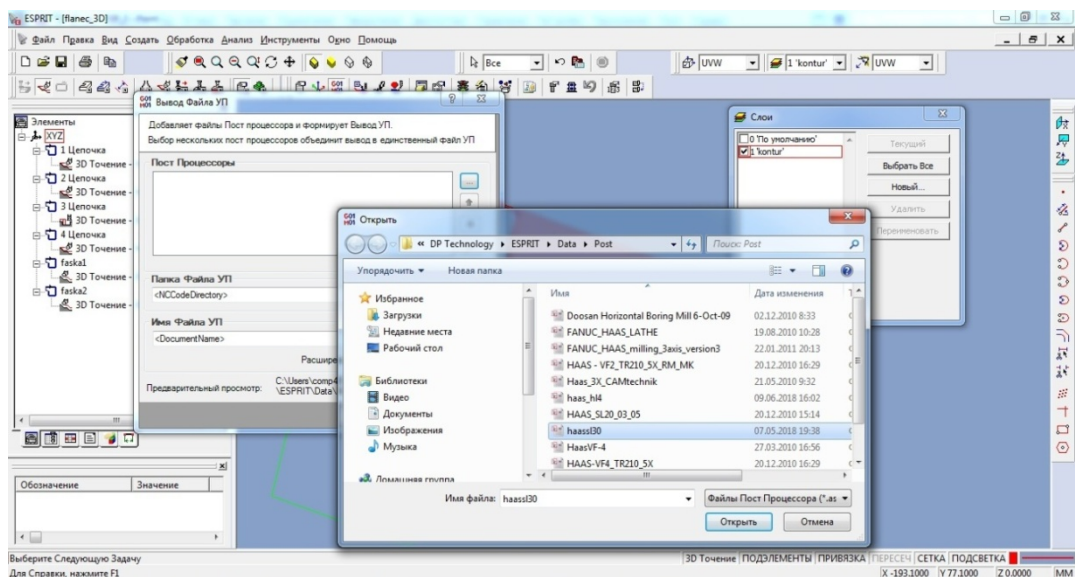 ESPRIT - [flanec_3D]
Файл Правка Вид Создать Обработка Анализ Инструменты Окно Помощь
Все
UVW
1 'kontur'
UVW
Элементы
XYZ
1 Цепочка
3D Точение -
2 Цепочка
3D Точение -
3 Цепочка
3D Точение -
4 Цепочка
3D Точение -
faska1
3D Точение -
faska2
3D Точение -
Обозначение Значение
Вывод Файла УП
Добавляет файлы Пост процессора и формирует Вывод УП.
Выбор нескольких пост процессоров объединит вывод в единственный файл УП
Пост Процессоры
...
Папка Файла УП
<NCCodeDirectory>
Имя Файла УП
<DocumentName>
Предварительный просмотр:
\ESPRIT\Data\
Слои
0 'По умолчанию'
1 'kontur'
Текущий
Выбрать Все
Новый...
Удалить
Переименовать
Открыть
« DP Technology ▸ ESPRIT ▸ Data ▸ Post
Поиск: Post
Упорядочить Новая папка
Избранное
Загрузки
Недавние места
Рабочий стол
Библиотеки
Видео
Документы
Изображения
Музыка
Домашняя группа
Имя Дата изменения
Doosan Horizontal Boring Mill 6-Oct-09 02.12.2010 8:33
FANUC_HAAS_LATHE 19.08.2010 10:28
FANUC_HAAS_milling_3axis_version3 22.01.2011 20:13
HAAS - VF2_TR210_5X_RM_MK 20.12.2010 16:29
Haas_3X_CAMtechnik 21.05.2010 9:32
haas_hl4 09.06.2018 16:02
HAAS_SL20_03_05 20.12.2010 15:14
haassl30 07.05.2018 19:38
HaasVF-4 27.03.2010 16:56
HAAS-VF4_TR210_5X 20.12.2010 16:29
Имя файла: haassl30
Файлы Пост Процессора (*.as
Открыть Отмена
Выберите Следующую Задачу
3D Точение ПОДЭЛЕМЕНТЫ ПРИВЯЗКА ПЕРЕСЕЧ СЕТКА ПОДСВЕТКА
Для Справки, нажмите F1
X -193.1000 Y 77.1000 Z 0.0000 MM